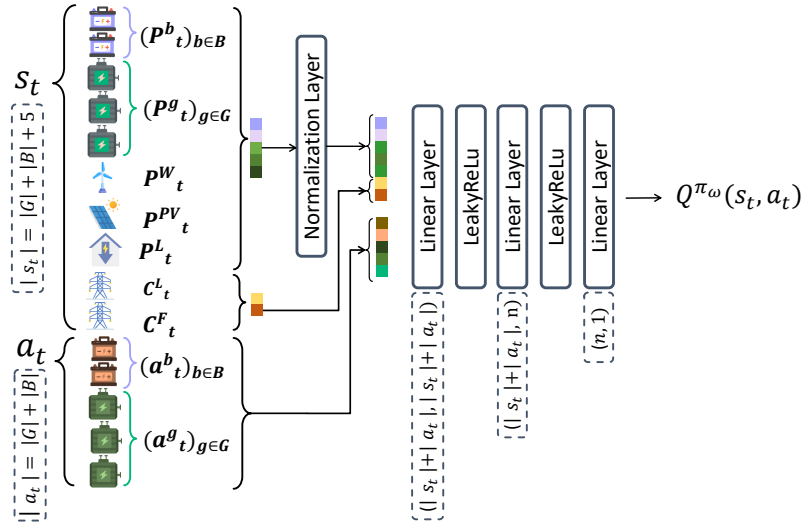 s_t
| s_t | = |G| + |B| + 5
(P^b_t)_{b∈B}
(P^g_t)_{g∈G}
P^W_t
P^PV_t
P^L_t
C^L_t
C^F_t
a_t
| a_t | = |G| + |B|
(a^b_t)_{b∈B}
(a^g_t)_{g∈G}
Normalization Layer
Linear Layer
LeakyReLu
Linear Layer
LeakyReLu
Linear Layer
(| s_t |+| a_t |,| s_t |+| a_t |)
(| s_t |+| a_t |, n)
(n, 1)
Q^{π_ω}(s_t, a_t)